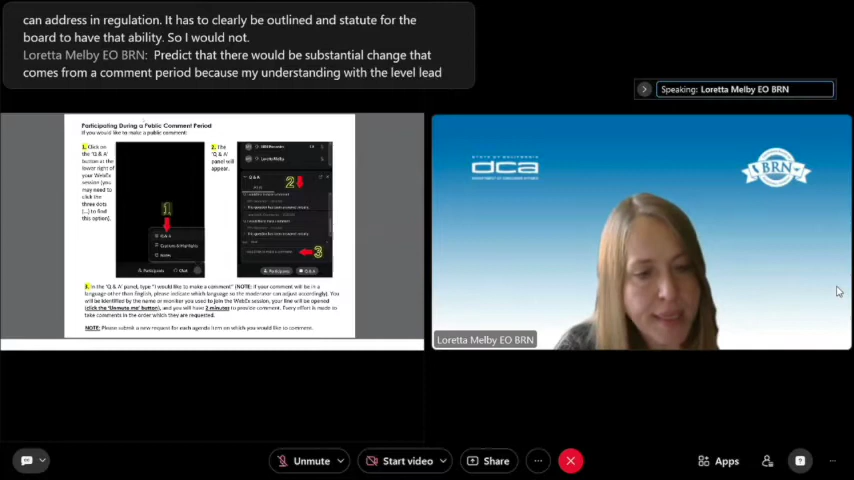 can address in regulation. It has to clearly be outlined and statute for the
board to have that ability. So I would not.
Loretta Melby EO BRN: Predict that there would be substantial change that
comes from a comment period because my understanding with the level lead
Speaking: Loretta Melby EO BRN
Participating During a Public Comment Period
If you would like to make a public comment:
1. Click on
the 'Q & A'
button at the
lower right of
your WebEx
session (you
may need to
click the
three dots
(...) to find
this option).
1
Q & A
Captions & Highlights
Notes
Participants
Chat
2. The
'Q & A'
panel will
appear.
Loretta Melby
Q & A
2
3
Participants
Q & A
3. In the 'Q & A' panel, type "I would like to make a comment" (NOTE: If your comment will be in a
language other than English, please indicate which language so the moderator can adjust accordingly). You
will be identified by the name or moniker you used to join the WebEx session, your line will be opened
(click the 'Unmute me' button), and you will have 2 minutes to provide comment. Every effort is made to
take comments in the order which they are requested.
NOTE: Please submit a new request for each agenda item on which you would like to comment.
dca
BRN
Loretta Melby EO BRN
Unmute
Start video
Share
Apps